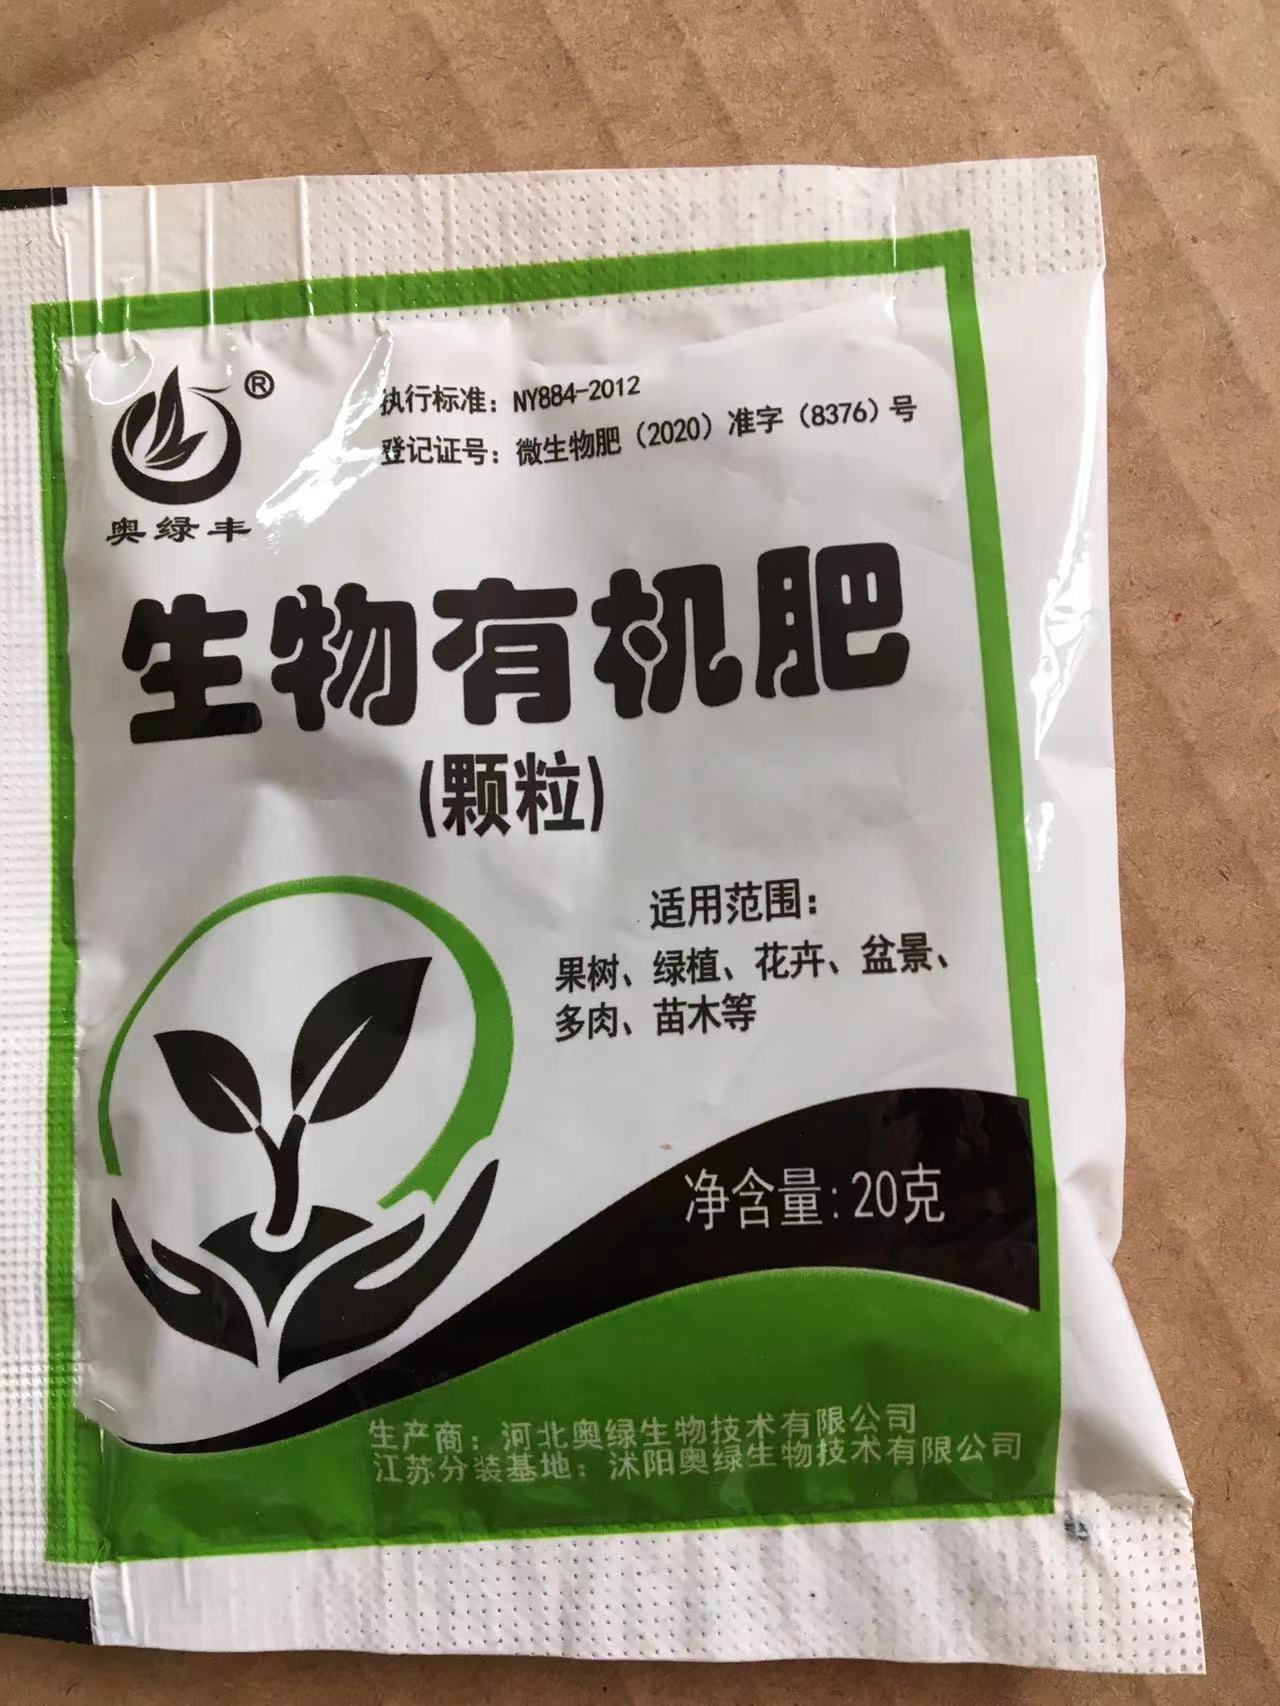 执行标准：NY884-2012
登记证号：微生物肥（2020）准字（8376）号
®
奥绿丰
生物有机肥
(颗粒)
适用范围：
果树、绿植、花卉、盆景、
多肉、苗木等
净含量:20克
生产商：河北奥绿生物技术有限公司
江苏分装基地：沭阳奥绿生物技术有限公司